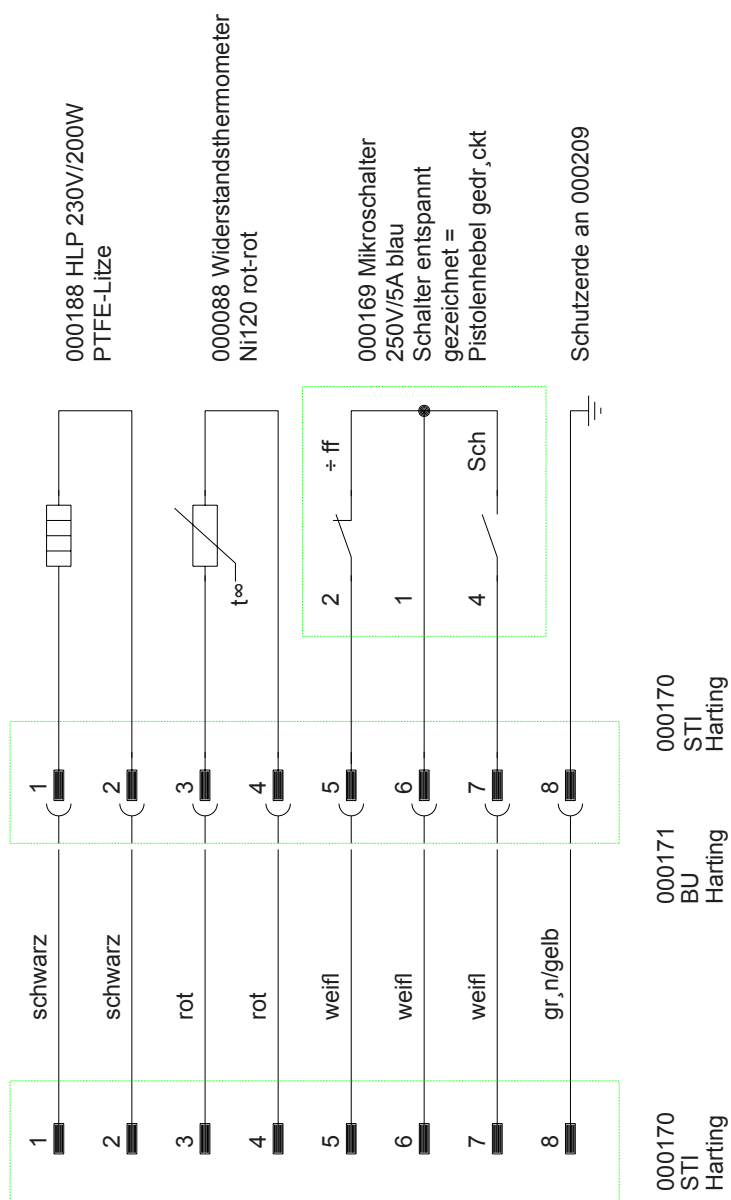 1
schwarz
1
000188 HLP 230V/200W
PTFE-Litze
2
schwarz
2
3
rot
3
t∞
000088 Widerstandsthermometer
Ni120 rot-rot
4
rot
4
5
weifl
5
2
÷ ff
000169 Mikroschalter
250V/5A blau
Schalter entspannt
gezeichnet =
Pistolenhebel gedr¸ckt
6
weifl
6
1
7
weifl
7
4
Sch
8
gr¸n/gelb
8
Schutzerde an 000209
000170
STI
Harting
000171
BU
Harting
000170
STI
Harting